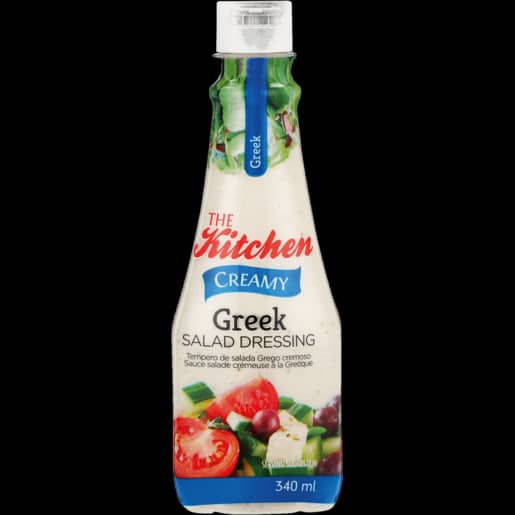 Greek
THE
Kitchen
CREAMY
Greek
SALAD DRESSING
Tempero de salada Grego cremoso
Sauce salade crémeuse à la Grecque
340 ml